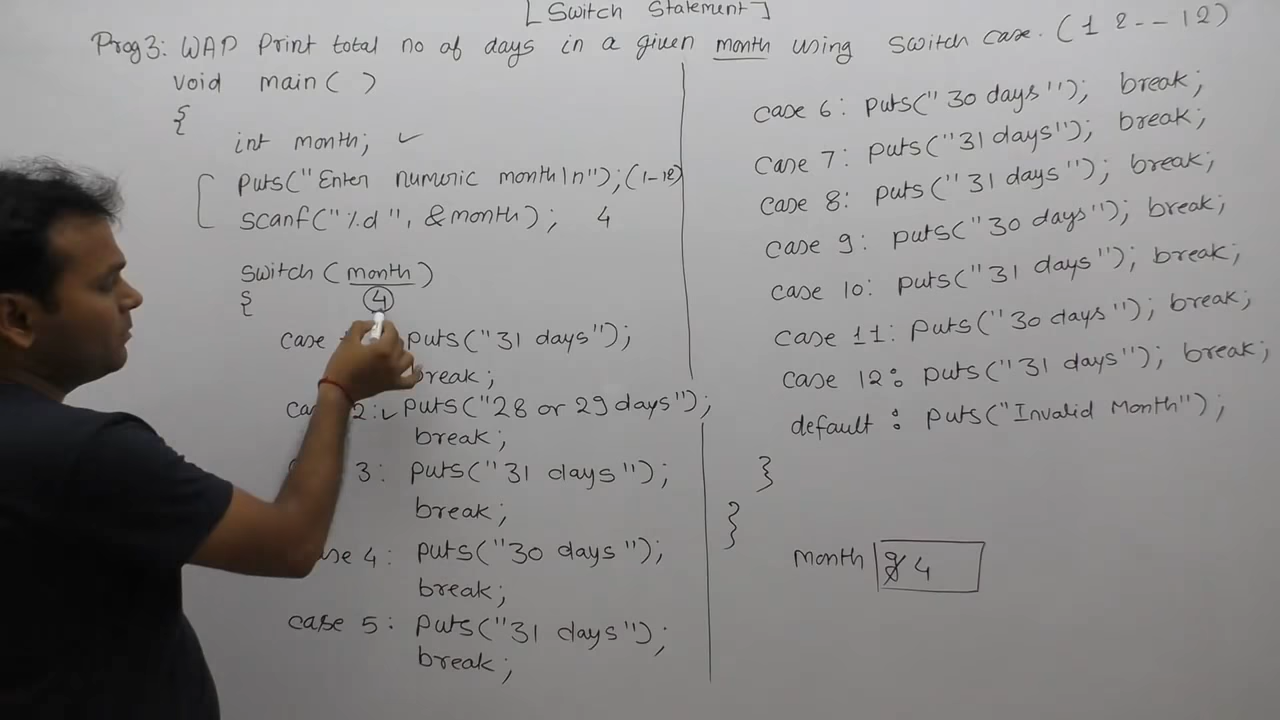 [ Switch Statement ]
Prog 3: WAP Print total no of days in a given month using Switch case. (1 2 -- 12)
void main( )
{
int month; ✓
puts("Enter numeric month\n"); (1-12)
scanf("%d", &month); 4
switch (month)
{
4
case puts("31 days");
break;
2: ✓ puts("28 or 29 days");
break;
3: puts("31 days");
break;
4: puts("30 days");
break;
case 5: puts("31 days");
break;
case 6: puts("30 days"); break;
case 7: puts("31 days"); break;
case 8: puts("31 days"); break;
case 9: puts("30 days"); break;
case 10: puts("31 days"); break;
case 11: puts("30 days"); break;
case 12: puts("31 days"); break;
default : puts("Invalid Month");
}
}
Month 4